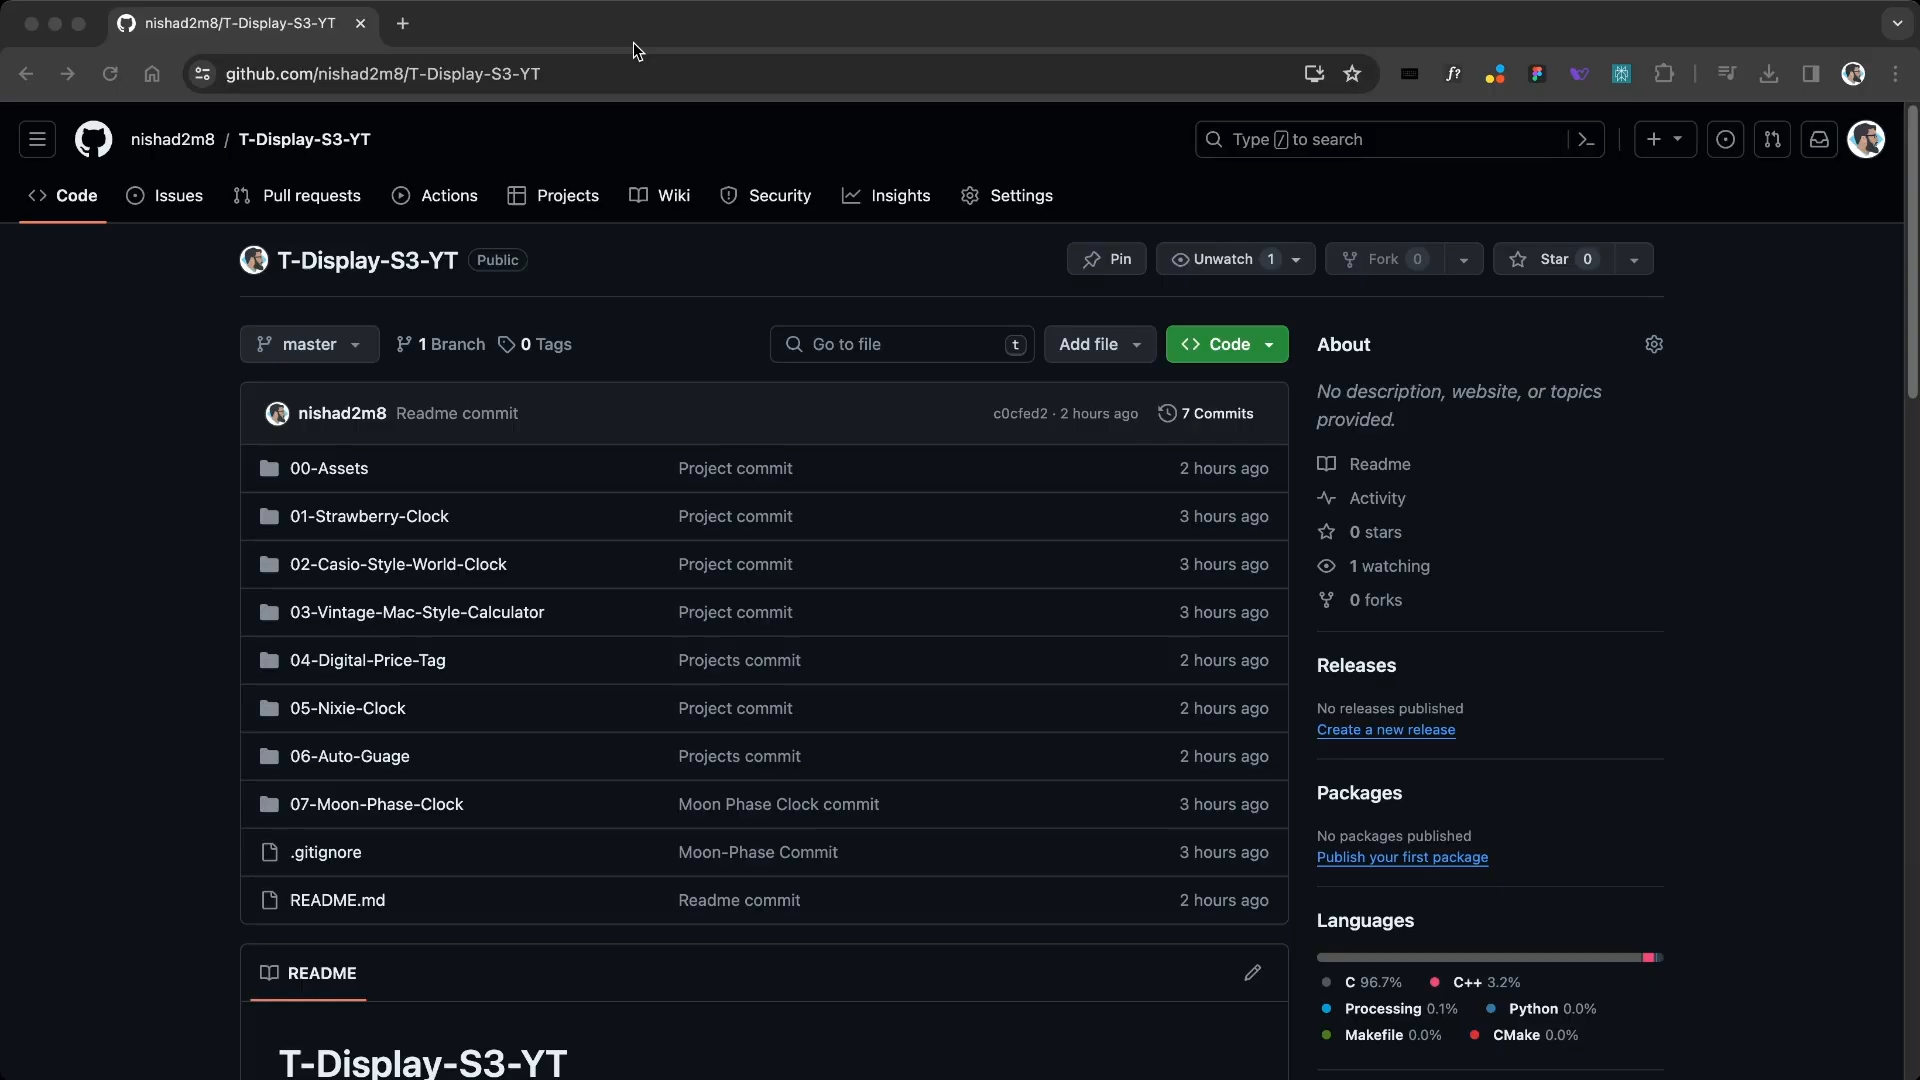 nishad2m8/T-Display-S3-YT
github.com/nishad2m8/T-Display-S3-YT
f?
nishad2m8 / T-Display-S3-YT
Type / to search
Code Issues Pull requests Actions Projects Wiki Security Insights Settings
T-Display-S3-YT Public
Pin Unwatch 1 Fork 0 Star 0
master 1 Branch 0 Tags Go to file t Add file Code
nishad2m8 Readme commit c0cfed2 · 2 hours ago 7 Commits
00-Assets Project commit 2 hours ago
01-Strawberry-Clock Project commit 3 hours ago
02-Casio-Style-World-Clock Project commit 3 hours ago
03-Vintage-Mac-Style-Calculator Project commit 3 hours ago
04-Digital-Price-Tag Projects commit 2 hours ago
05-Nixie-Clock Project commit 2 hours ago
06-Auto-Guage Projects commit 2 hours ago
07-Moon-Phase-Clock Moon Phase Clock commit 3 hours ago
.gitignore Moon-Phase Commit 3 hours ago
README.md Readme commit 2 hours ago
README
T-Display-S3-YT
About
No description, website, or topics
provided.
Readme
Activity
0 stars
1 watching
0 forks
Releases
No releases published
Create a new release
Packages
No packages published
Publish your first package
Languages
C 96.7% C++ 3.2%
Processing 0.1% Python 0.0%
Makefile 0.0% CMake 0.0%